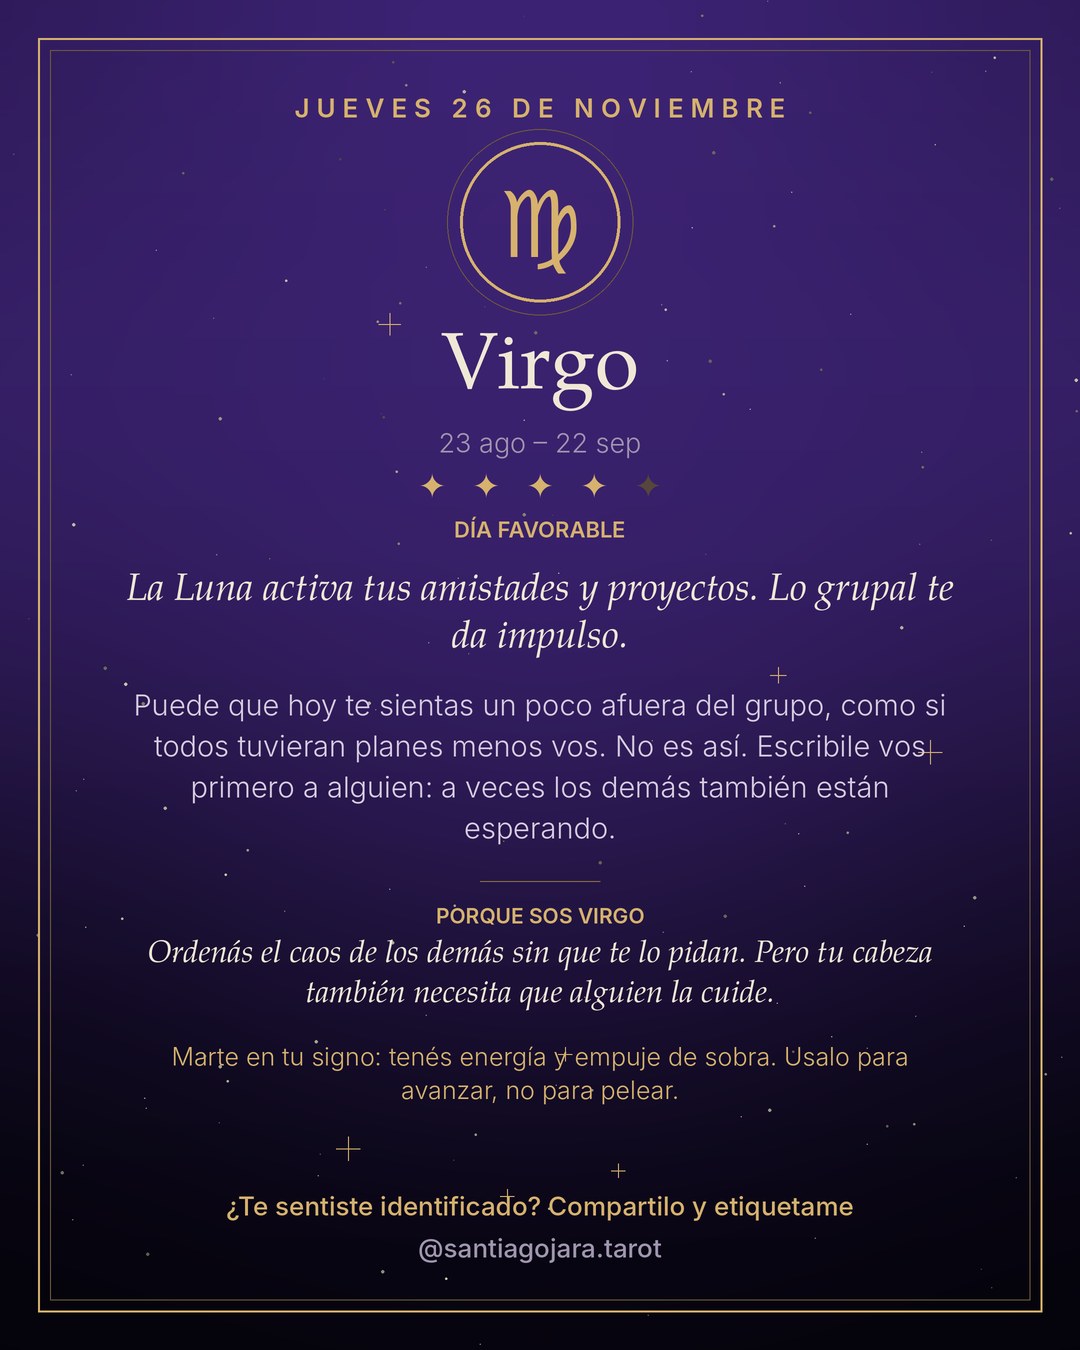 JUEVES 26 DE NOVIEMBRE
♍
Virgo
23 ago – 22 sep
DÍA FAVORABLE
La Luna activa tus amistades y proyectos. Lo grupal te
da impulso.
Puede que hoy te sientas un poco afuera del grupo, como si
todos tuvieran planes menos vos. No es así. Escribile vos
primero a alguien: a veces los demás también están
esperando.
PORQUE SOS VIRGO
Ordenás el caos de los demás sin que te lo pidan. Pero tu cabeza
también necesita que alguien la cuide.
Marte en tu signo: tenés energía y empuje de sobra. Usalo para
avanzar, no para pelear.
¿Te sentiste identificado? Compartilo y etiquetame
@santiagojara.tarot